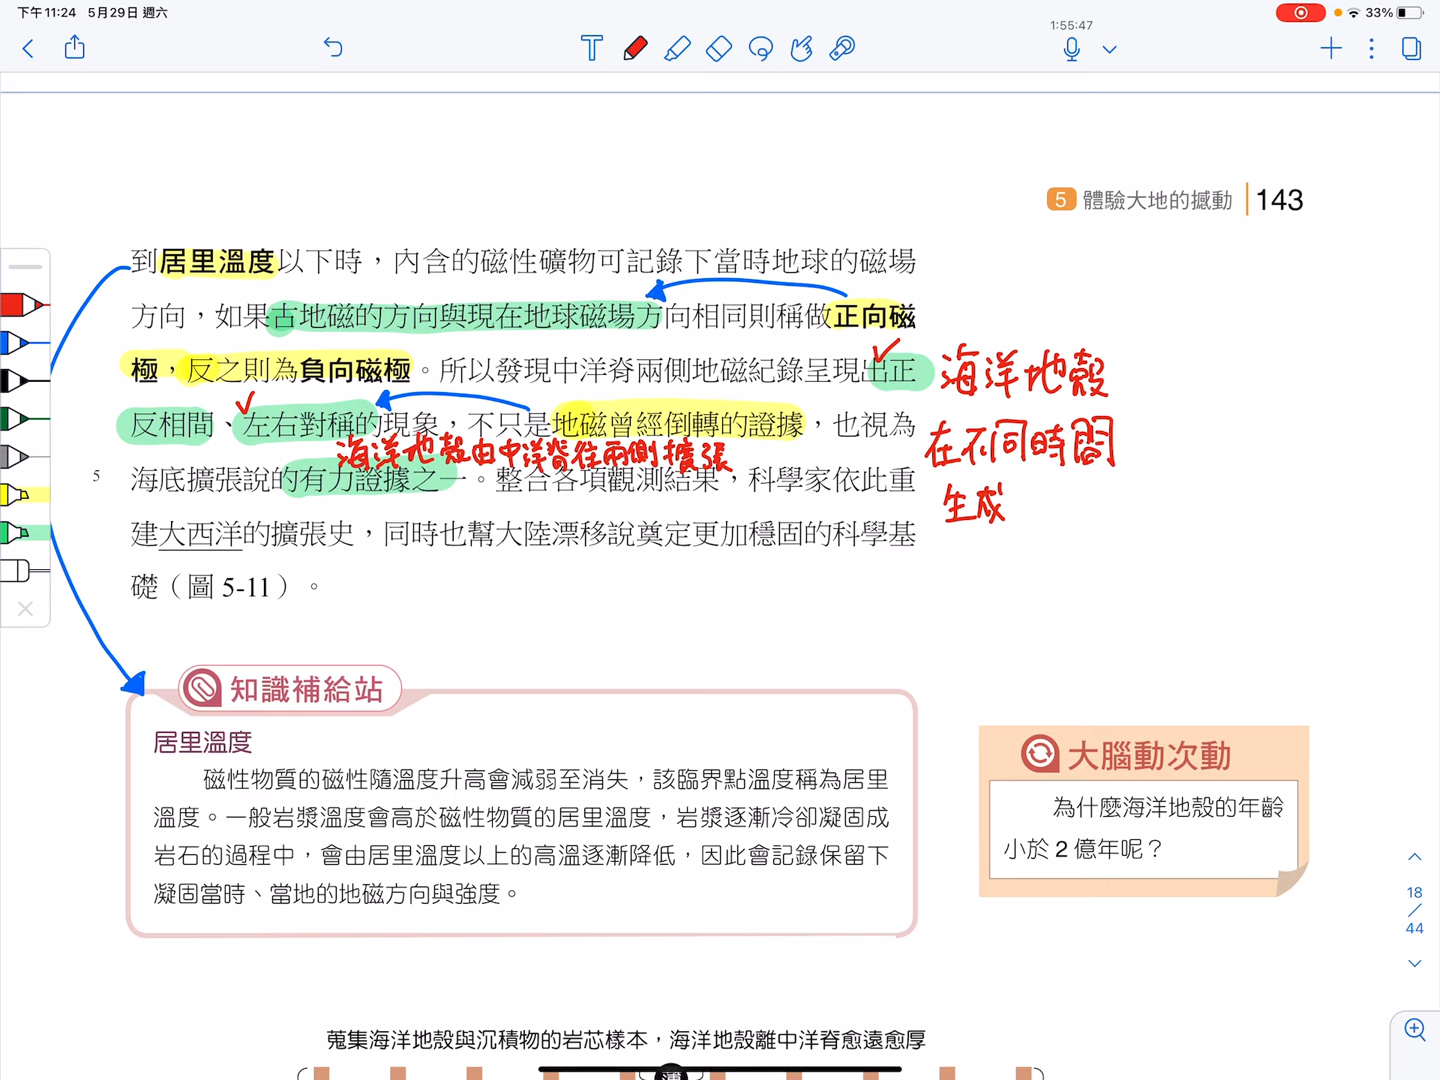 下午11:24 5月29日 週六
33%
1:55:47
5 體驗大地的撼動 143
到居里溫度以下時，內含的磁性礦物可記錄下當時地球的磁場
方向，如果古地磁的方向與現在地球磁場方向相同則稱做正向磁
極，反之則為負向磁極。所以發現中洋脊兩側地磁紀錄呈現出正
反相間、左右對稱的現象，不只是地磁曾經倒轉的證據，也視為
海洋地殼由中洋脊往兩側擴張
5
海底擴張說的有力證據之一。整合各項觀測結果，科學家依此重
建大西洋的擴張史，同時也幫大陸漂移說奠定更加穩固的科學基
礎（圖 5-11）。
海洋地殼
在不同時間
生成
知識補給站
居里溫度
磁性物質的磁性隨溫度升高會減弱至消失，該臨界點溫度稱為居里
溫度。一般岩漿溫度會高於磁性物質的居里溫度，岩漿逐漸冷卻凝固成
岩石的過程中，會由居里溫度以上的高溫逐漸降低，因此會記錄保留下
凝固當時、當地的地磁方向與強度。
大腦動次動
為什麼海洋地殼的年齡
小於 2 億年呢？
18
/
44
蒐集海洋地殼與沉積物的岩芯樣本，海洋地殼離中洋脊愈遠愈厚